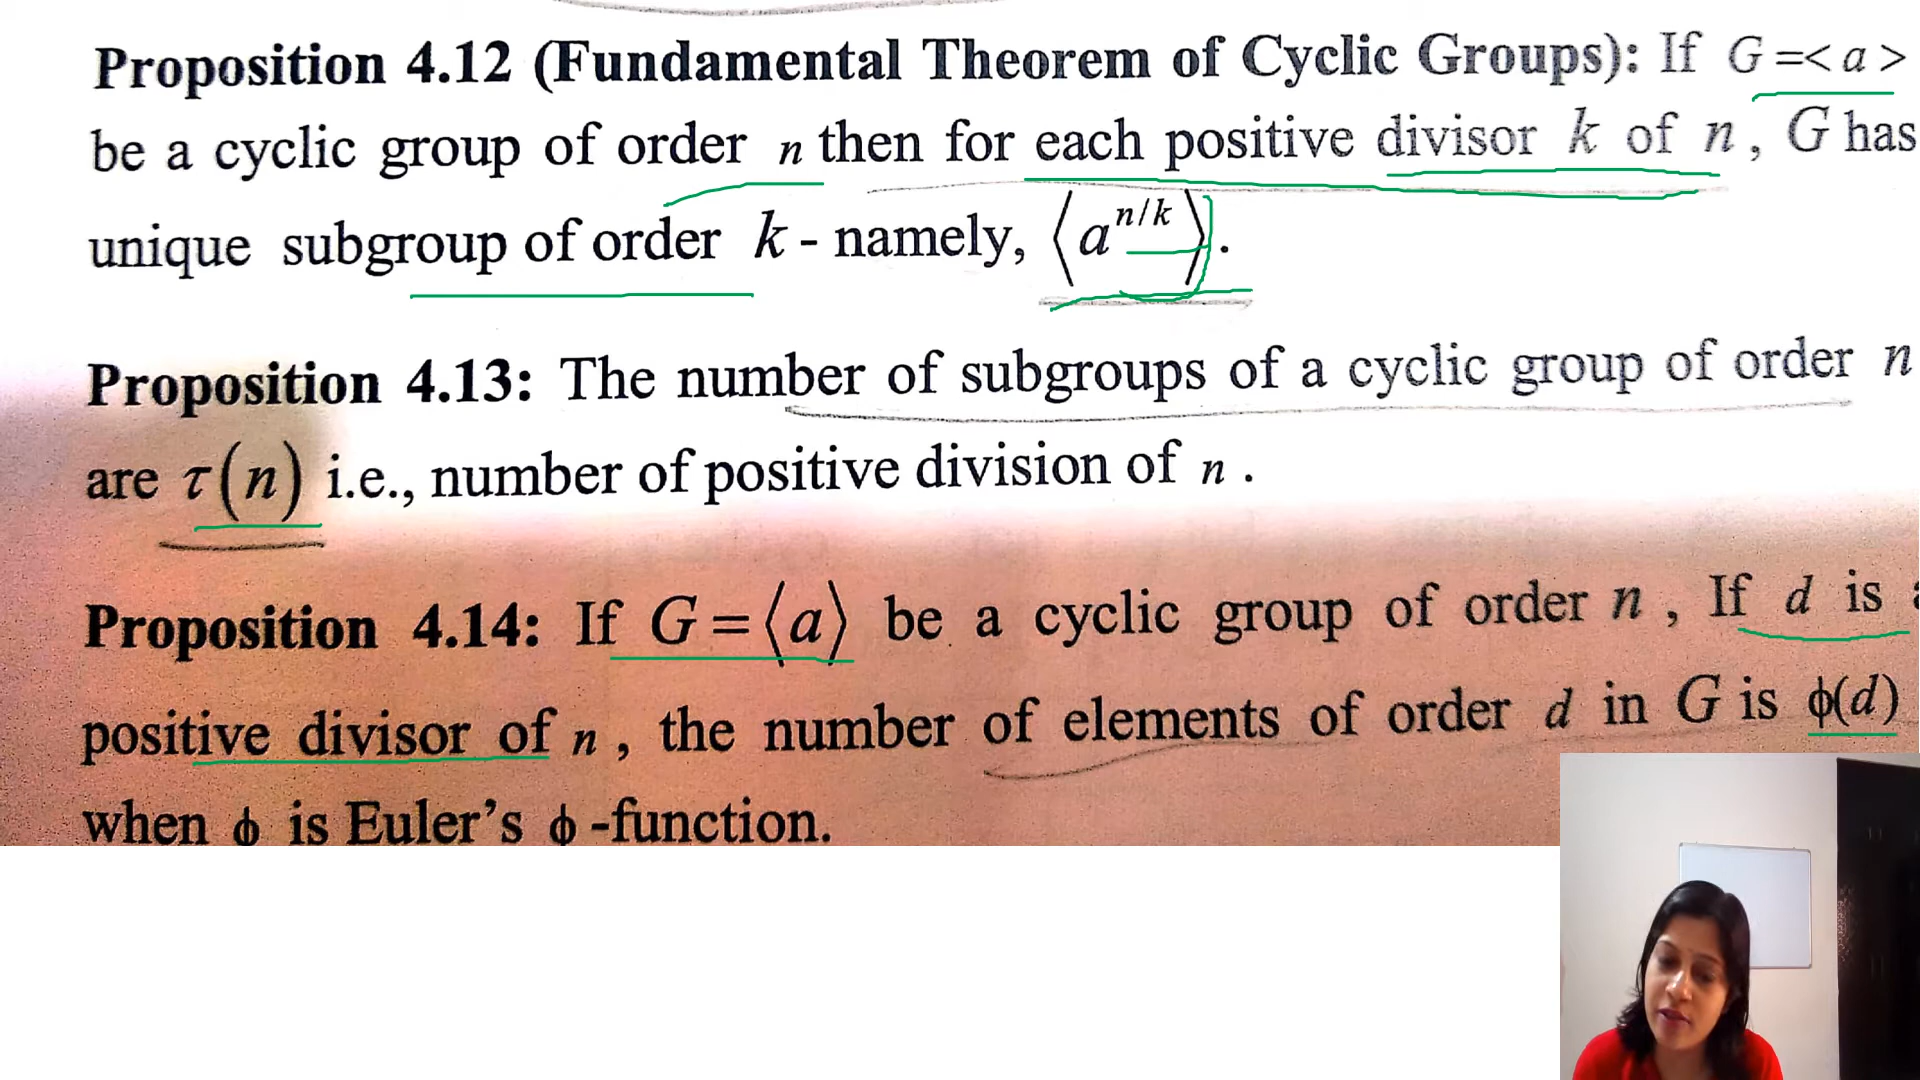 Proposition 4.12 (Fundamental Theorem of Cyclic Groups): If G =< a >
be a cyclic group of order n then for each positive divisor k of n, G has
unique subgroup of order k - namely, ⟨a^{n/k}⟩.
Proposition 4.13: The number of subgroups of a cyclic group of order n
are τ(n) i.e., number of positive division of n.
Proposition 4.14: If G = ⟨a⟩ be a cyclic group of order n, If d is
positive divisor of n, the number of elements of order d in G is ϕ(d)
when ϕ is Euler's ϕ-function.